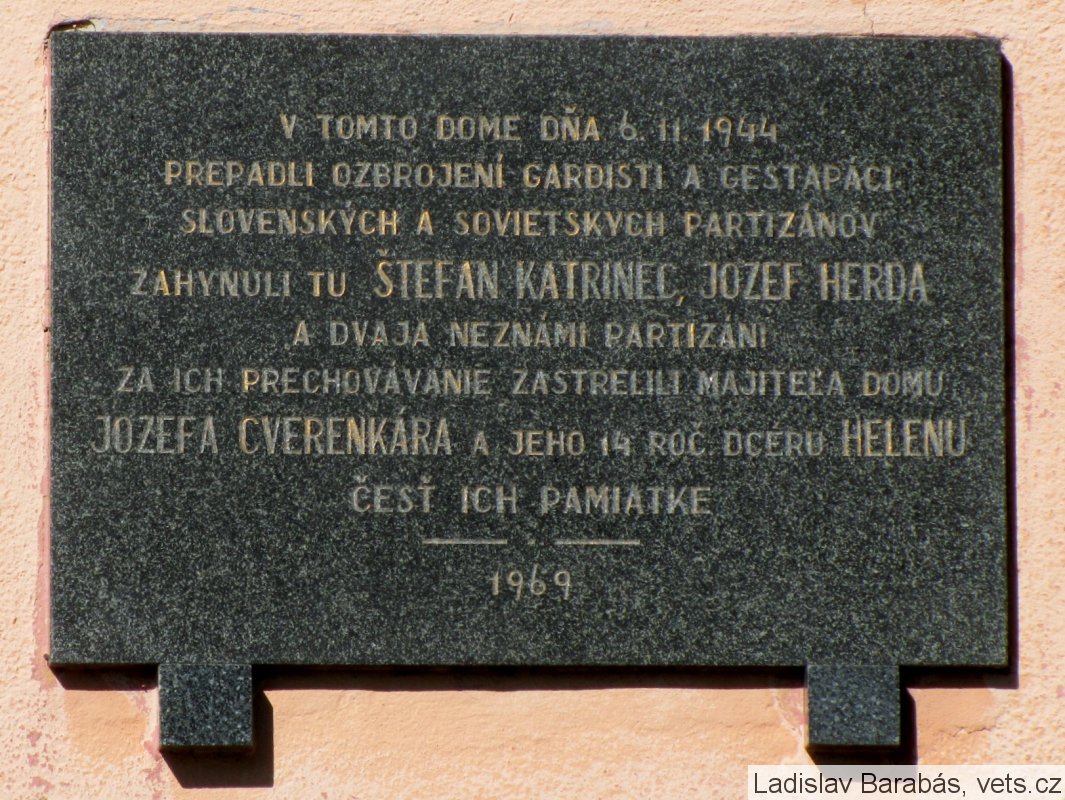 V TOMTO DOME DŇA 6. 11 1944
PREPADLI OZBROJENÍ GARDISTI A GESTAPÁCI
SLOVENSKÝCH A SOVIETSKYCH PARTIZÁNOV
ZAHYNULI TU ŠTEFAN KATRINEC, JOZEF HERDA
A DVAJA NEZNÁMI PARTIZÁNI
ZA ICH PRECHOVÁVANIE ZASTRELILI MAJITEĽA DOMU
JOZEFA CVERENKÁRA A JEHO 14 ROČ DCÉRU HELENU
ČESŤ ICH PAMIATKE
1969
Ladislav Barabás, vets.cz